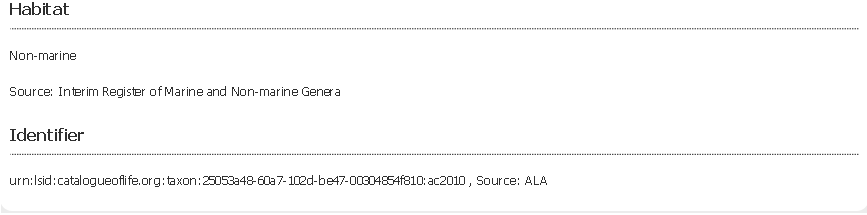 Habitat
Non-marine
Source: Interim Register of Marine and Non-marine Genera
Identifier
urn:lsid:catalogueoflife.org:taxon:25053a48-60a7-102d-be47-00304854f810:ac2010 , Source: ALA